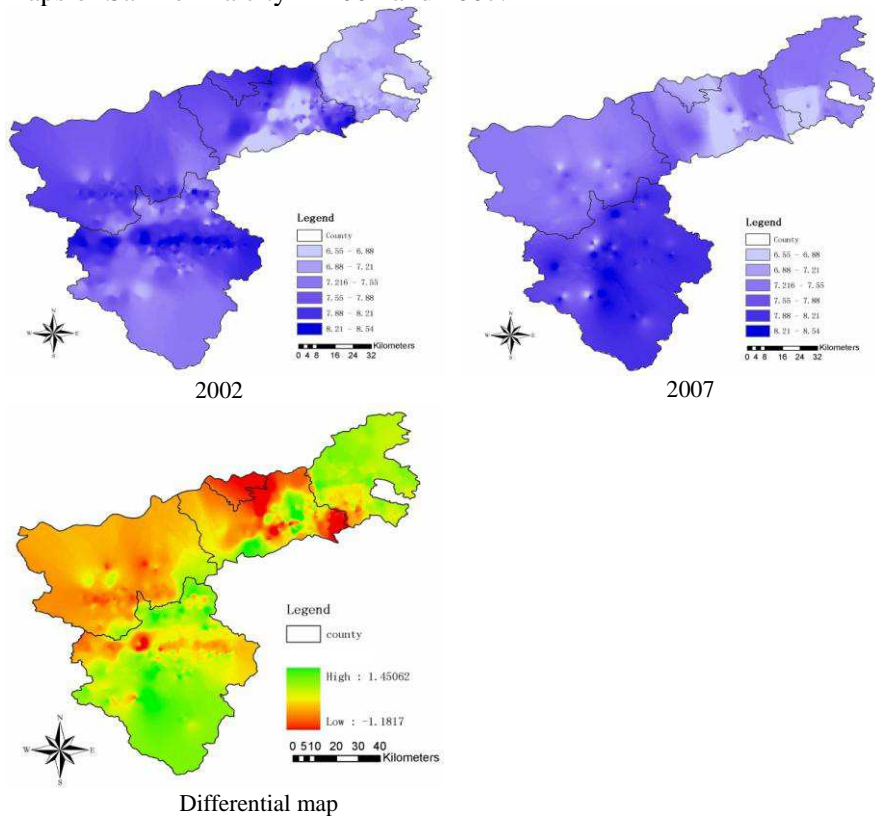 Legend
County
6.55 - 6.88
6.88 - 7.21
7.216 - 7.55
7.55 - 7.88
7.88 - 8.21
8.21 - 8.54
N
W E
S
Kilometers
0 4 8 16 24 32
2002
Legend
County
6.55 - 6.88
6.88 - 7.21
7.216 - 7.55
7.55 - 7.88
7.88 - 8.21
8.21 - 8.54
N
W E
S
Kilometers
0 4 8 16 24 32
2007
Legend
county
High : 1.45062
Low : -1.1817
N
W E
S
0 5 10 20 30 40
Kilometers
Differential map